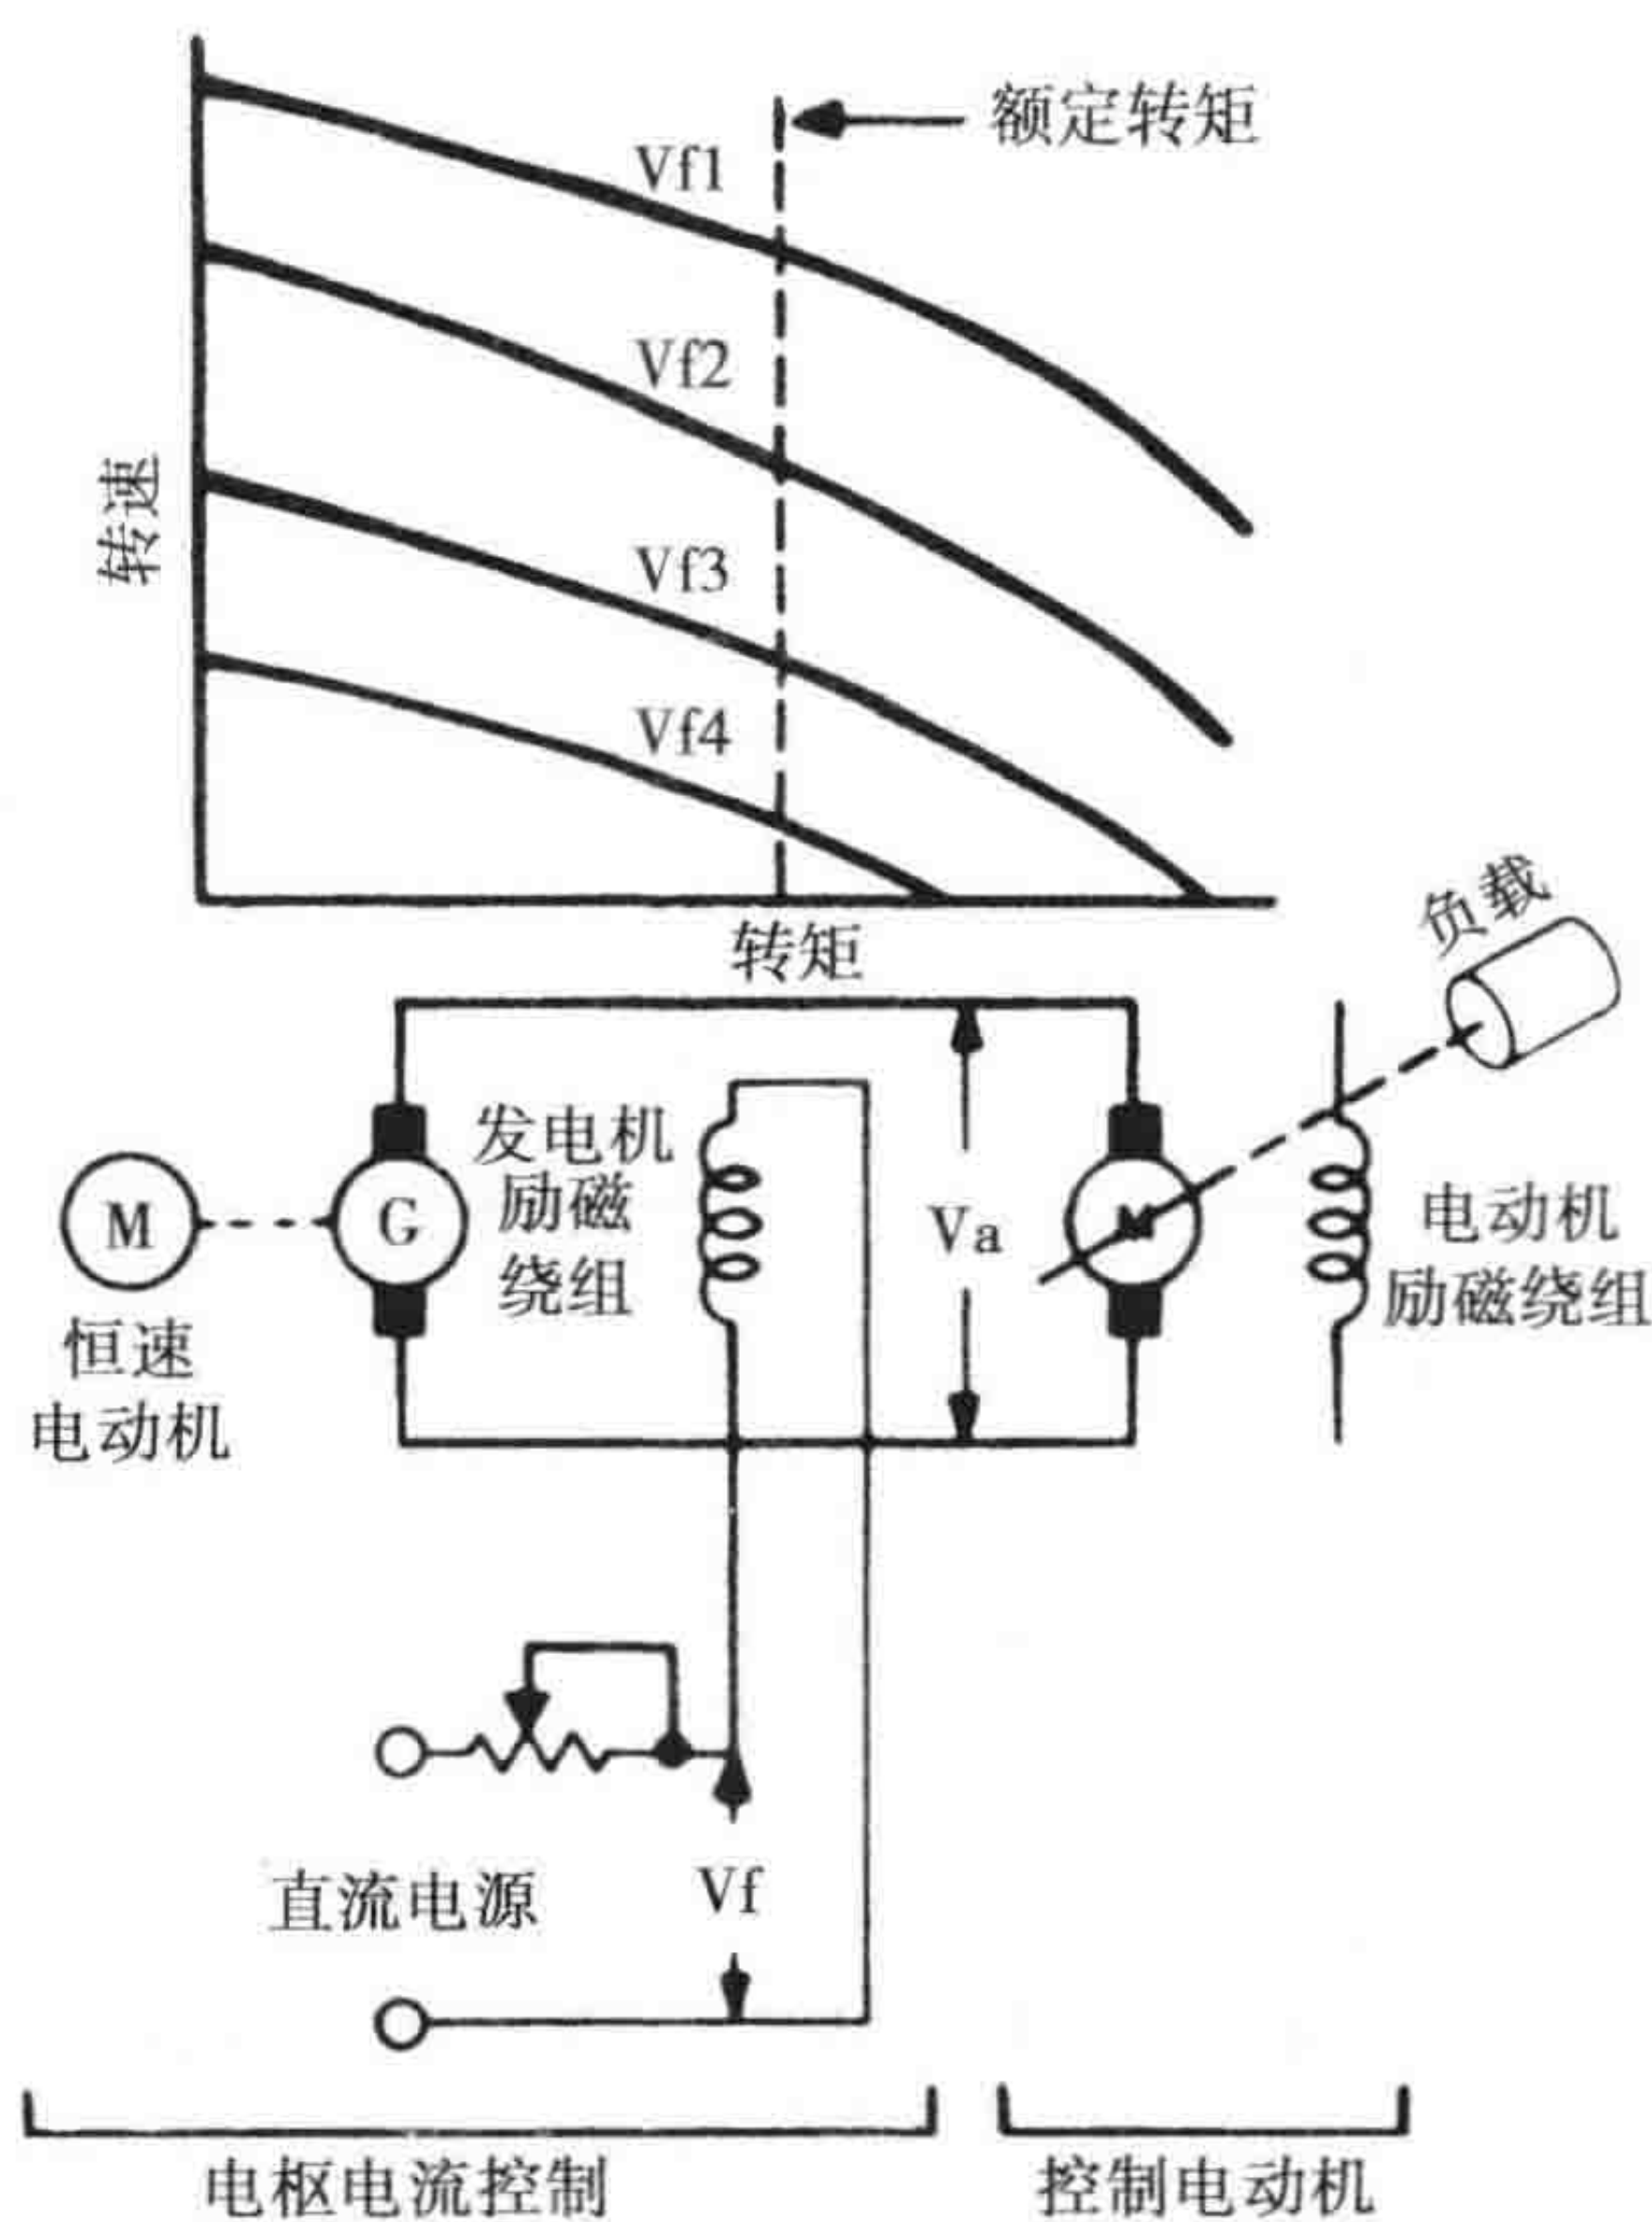 额定转矩
Vf1
Vf2
转速
Vf3
Vf4
转矩
负载
发电机
励磁
绕组
M
G
Va
M
电动机
励磁绕组
恒速
电动机
直流电源
Vf
电枢电流控制
控制电动机